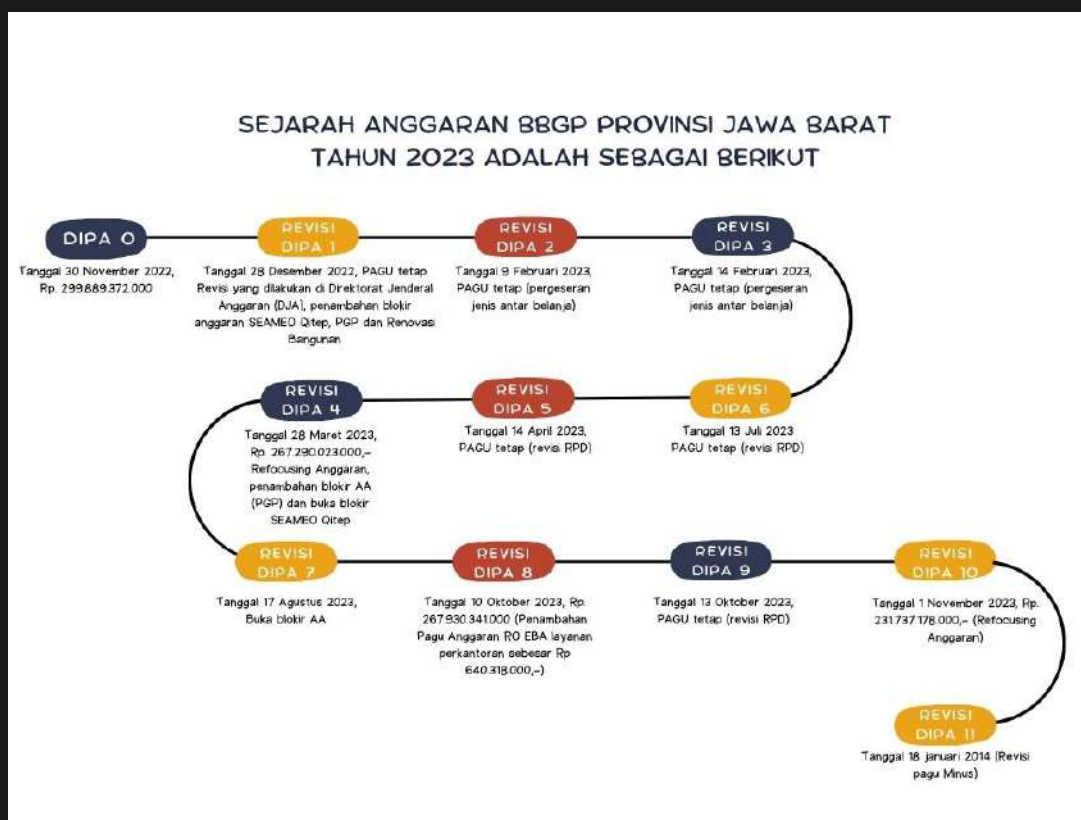 SEJARAH ANGGARAN BBGP PROVINSI JAWA BARAT
TAHUN 2023 ADALAH SEBAGAI BERIKUT
DIPA 0
Tanggal 30 November 2022,
Rp. 299.889.372.000
REVISI
DIPA 1
Tanggal 28 Desember 2022, PAGU tetap
Revisi yang dilakukan di Direktorat Jenderal
Anggaran (DJA), penambahan blokir
anggaran SEAMEO Qitep, PGP dan Renovasi
Bangunan
REVISI
DIPA 2
Tanggal 9 Februari 2023,
PAGU tetap (pergeseran
jenis antar belanja)
REVISI
DIPA 3
Tanggal 14 Februari 2023,
PAGU tetap (pergeseran
jenis antar belanja)
REVISI
DIPA 4
Tanggal 28 Maret 2023,
Rp. 267.290.023.000,-
Refocusing Anggaran,
penambahan blokir AA
(PGP) dan buka blokir
SEAMEO Qitep
REVISI
DIPA 5
Tanggal 14 April 2023,
PAGU tetap (revisi RPD)
REVISI
DIPA 6
Tanggal 13 Juli 2023
PAGU tetap (revisi RPD)
REVISI
DIPA 7
Tanggal 17 Agustus 2023,
Buka blokir AA
REVISI
DIPA 8
Tanggal 10 Oktober 2023, Rp.
267.930.341.000 (Penambahan
Pagu Anggaran RO EBA layanan
perkantoran sebesar Rp
640.318.000,-)
REVISI
DIPA 9
Tanggal 13 Oktober 2023,
PAGU tetap (revisi RPD)
REVISI
DIPA 10
Tanggal 1 November 2023, Rp.
231.737.178.000,- (Refocusing
Anggaran)
REVISI
DIPA 11
Tanggal 18 januari 2014 (Revisi
pagu Minus)